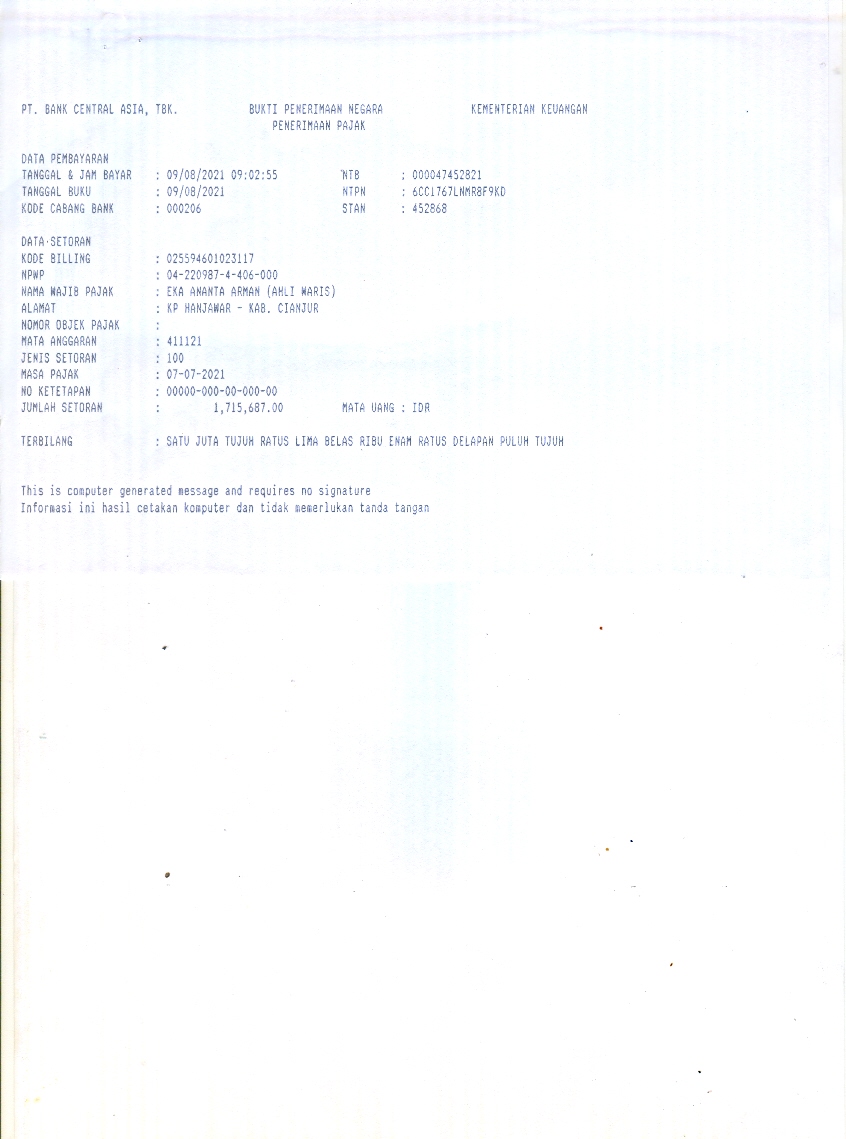 PT. BANK CENTRAL ASIA, TBK. BUKTI PENERIMAAN NEGARA KEMENTERIAN KEUANGAN
PENERIMAAN PAJAK
DATA PEMBAYARAN
TANGGAL & JAM BAYAR : 09/08/2021 09:02:55 NTB : 000047452821
TANGGAL BUKU : 09/08/2021 NTPN : 6CC1767LNMR8F9KD
KODE CABANG BANK : 000206 STAN : 452868
DATA SETORAN
KODE BILLING : 025594601023117
NPWP : 04-220987-4-406-000
NAMA WAJIB PAJAK : EKA ANANTA ARMAN (AHLI WARIS)
ALAMAT : KP HANJAWAR - KAB. CIANJUR
NOMOR OBJEK PAJAK :
MATA ANGGARAN : 411121
JENIS SETORAN : 100
MASA PAJAK : 07-07-2021
NO KETETAPAN : 00000-000-00-000-00
JUMLAH SETORAN : 1,715,687.00 MATA UANG : IDR
TERBILANG : SATU JUTA TUJUH RATUS LIMA BELAS RIBU ENAM RATUS DELAPAN PULUH TUJUH
This is computer generated message and requires no signature
Informasi ini hasil cetakan komputer dan tidak memerlukan tanda tangan